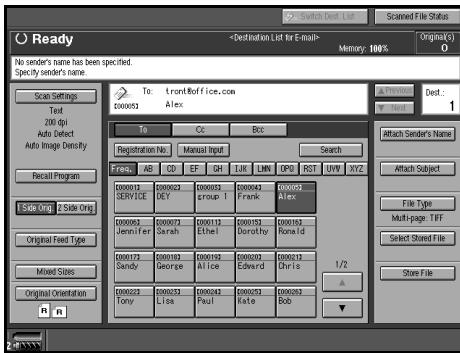 Switch Dest. List
Scanned File Status
Ready
<Destination List for E-mail>
Memory: 100%
Original(s)
0
No sender's name has been specified.
Specify sender's name.
Scan Settings
Text
200 dpi
Auto Detect
Auto Image Density
Recall Program
1 Side Orig.
2 Side Orig.
Original Feed Type
Mixed Sizes
Original Orientation
R R
To: tront@office.com
[00005] Alex
▲Previous
▼ Next
Dest.:
1
To Cc Bcc
Registration No. Manual Input Search
Freq. AB CD EF GH IJK LMN OPQ RST UVW XYZ
[00001] [00002] [00003] [00004] [00005]
SERVICE DEY group 1 Frank Alex
Jennifer Sarah Ethel Dorothy Ronald
[00017] [00018] [00019] [00020] [00021]
Sandy George Alice Edward Chris
[00022] [00023] [00024] [00025] [00026]
Tony Lisa Paul Kate Bob
1/2
▲
▼
Attach Sender's Name
Attach Subject
File Type
Multi-page: TIFF
Select Stored File
Store File
2